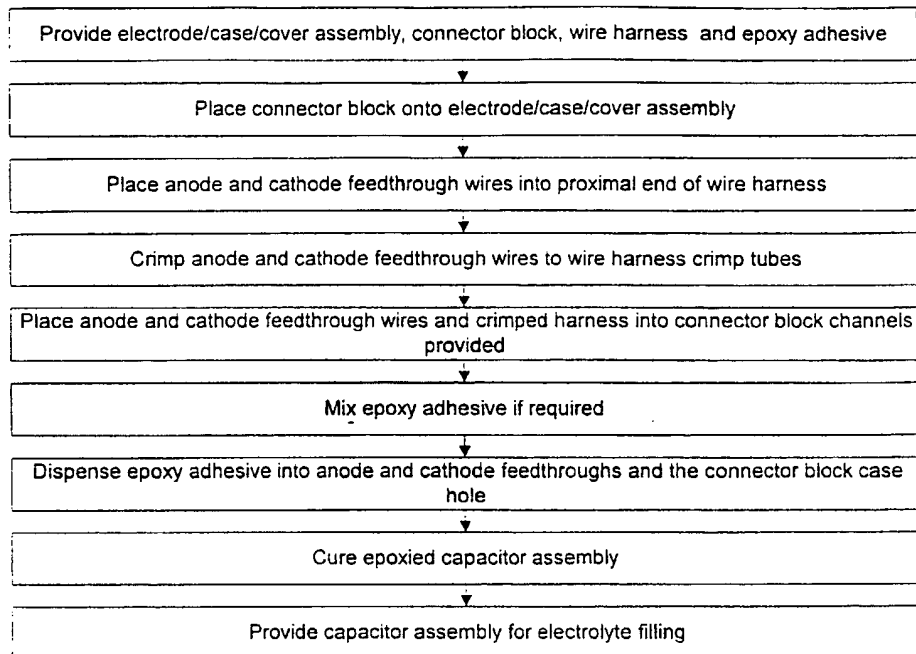 Provide electrode/case/cover assembly, connector block, wire harness and epoxy adhesive
Place connector block onto electrode/case/cover assembly
Place anode and cathode feedthrough wires into proximal end of wire harness
Crimp anode and cathode feedthrough wires to wire harness crimp tubes
Place anode and cathode feedthrough wires and crimped harness into connector block channels
provided
Mix epoxy adhesive if required
Dispense epoxy adhesive into anode and cathode feedthroughs and the connector block case
hole
Cure epoxied capacitor assembly
Provide capacitor assembly for electrolyte filling